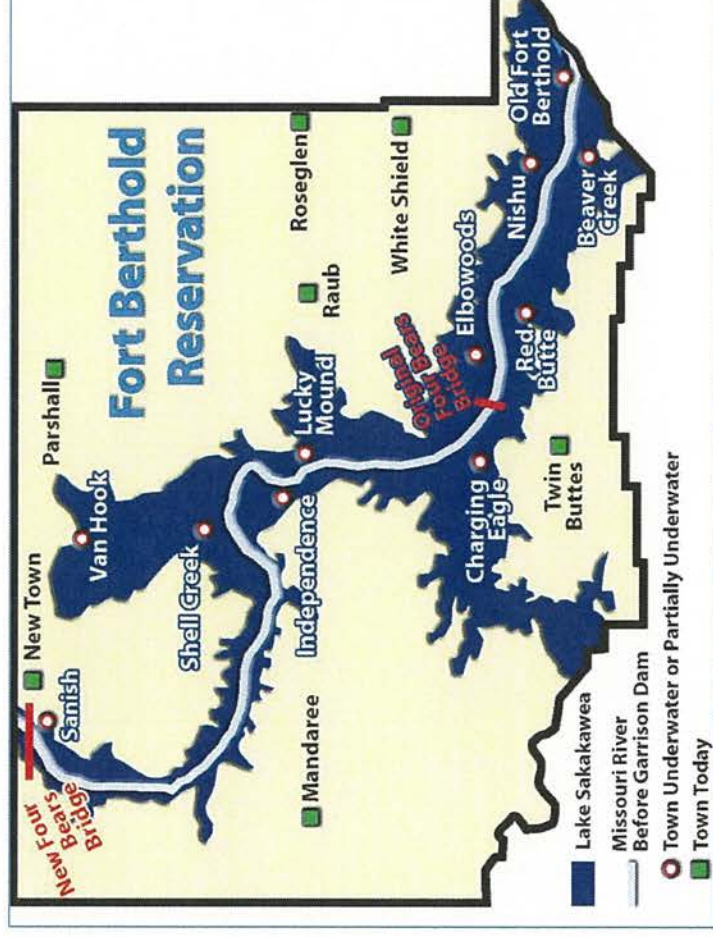 Fort Berthold
Reservation
New Four
Bears
Bridge
New Town
Sanish
Van Hook
Parshall
Shell Creek
Independence
Lucky
Mound
Raub
Roseglen
White Shield
Mandaree
Original
Four Bears
Bridge
Elbowoods
Nishu
Old Fort
Berthold
Charging
Eagle
Red
Butte
Beaver
Creek
Twin
Buttes
Lake Sakakawea
Missouri River
Before Garrison Dam
Town Underwater or Partially Underwater
Town Today